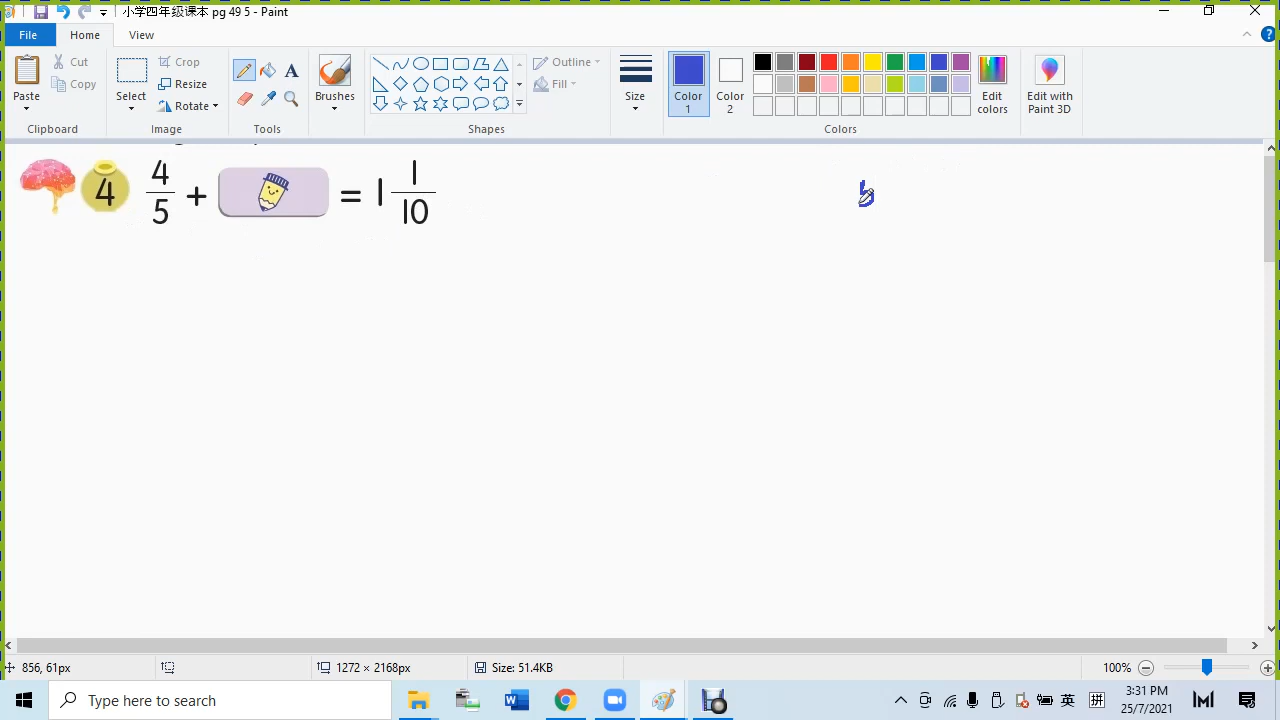 小学四年级课本 pg 49 5 - Paint
File Home View
Paste Cut Copy Clipboard
Select Crop Resize Rotate Image
Tools
Brushes
Shapes Outline Fill
Size
Color 1 Color 2 Edit colors Colors
Edit with Paint 3D
4 4/5 + = 1 1/10
5
856, 61px 1272 × 2168px Size: 51.4KB 100%
Type here to search 英 拼 3:31 PM
25/7/2021